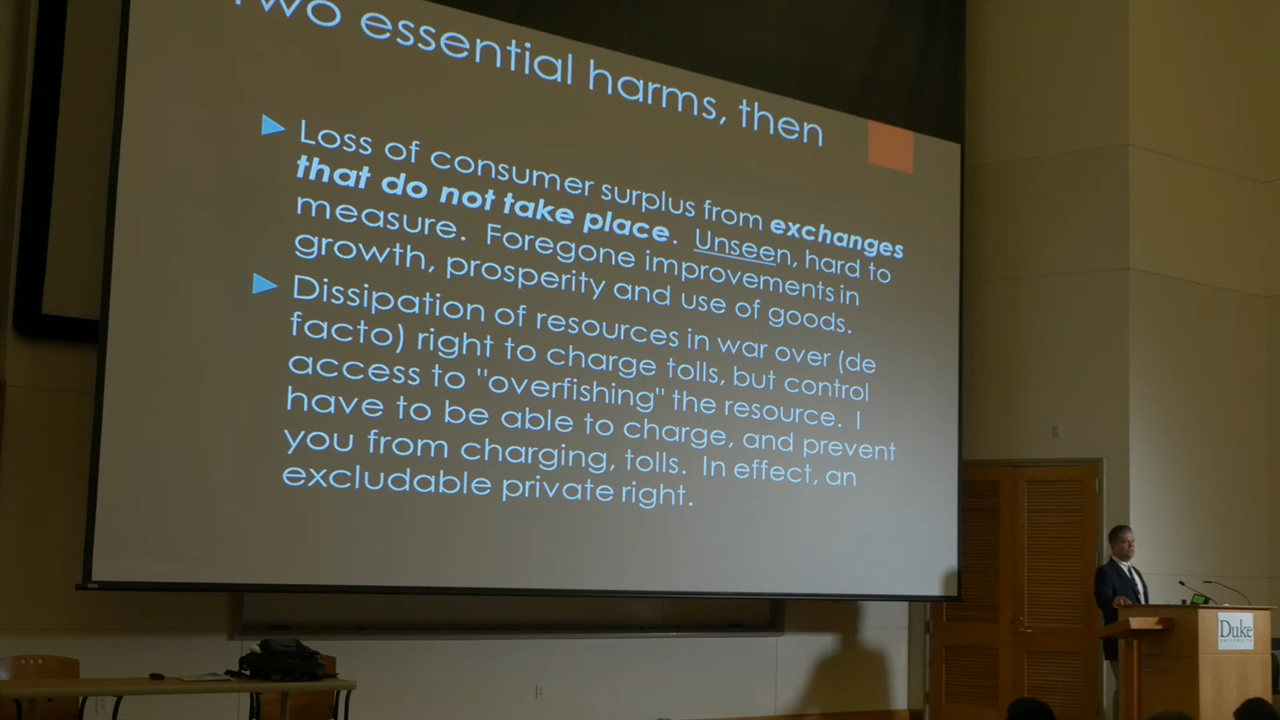 Two essential harms, then
Loss of consumer surplus from exchanges
that do not take place. Unseen, hard to
measure. Foregone improvements in
growth, prosperity and use of goods.
Dissipation of resources in war over (de
facto) right to charge tolls, but control
access to "overfishing" the resource. I
have to be able to charge, and prevent
you from charging, tolls. In effect, an
excludable private right.
Duke
UNIVERSITY